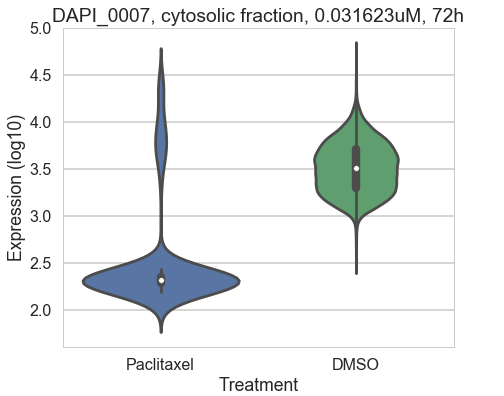 DAPI_0007, cytosolic fraction, 0.031623uM, 72h
5.0
4.5
4.0
3.5
3.0
2.5
2.0
Expression (log10)
Paclitaxel
DMSO
Treatment